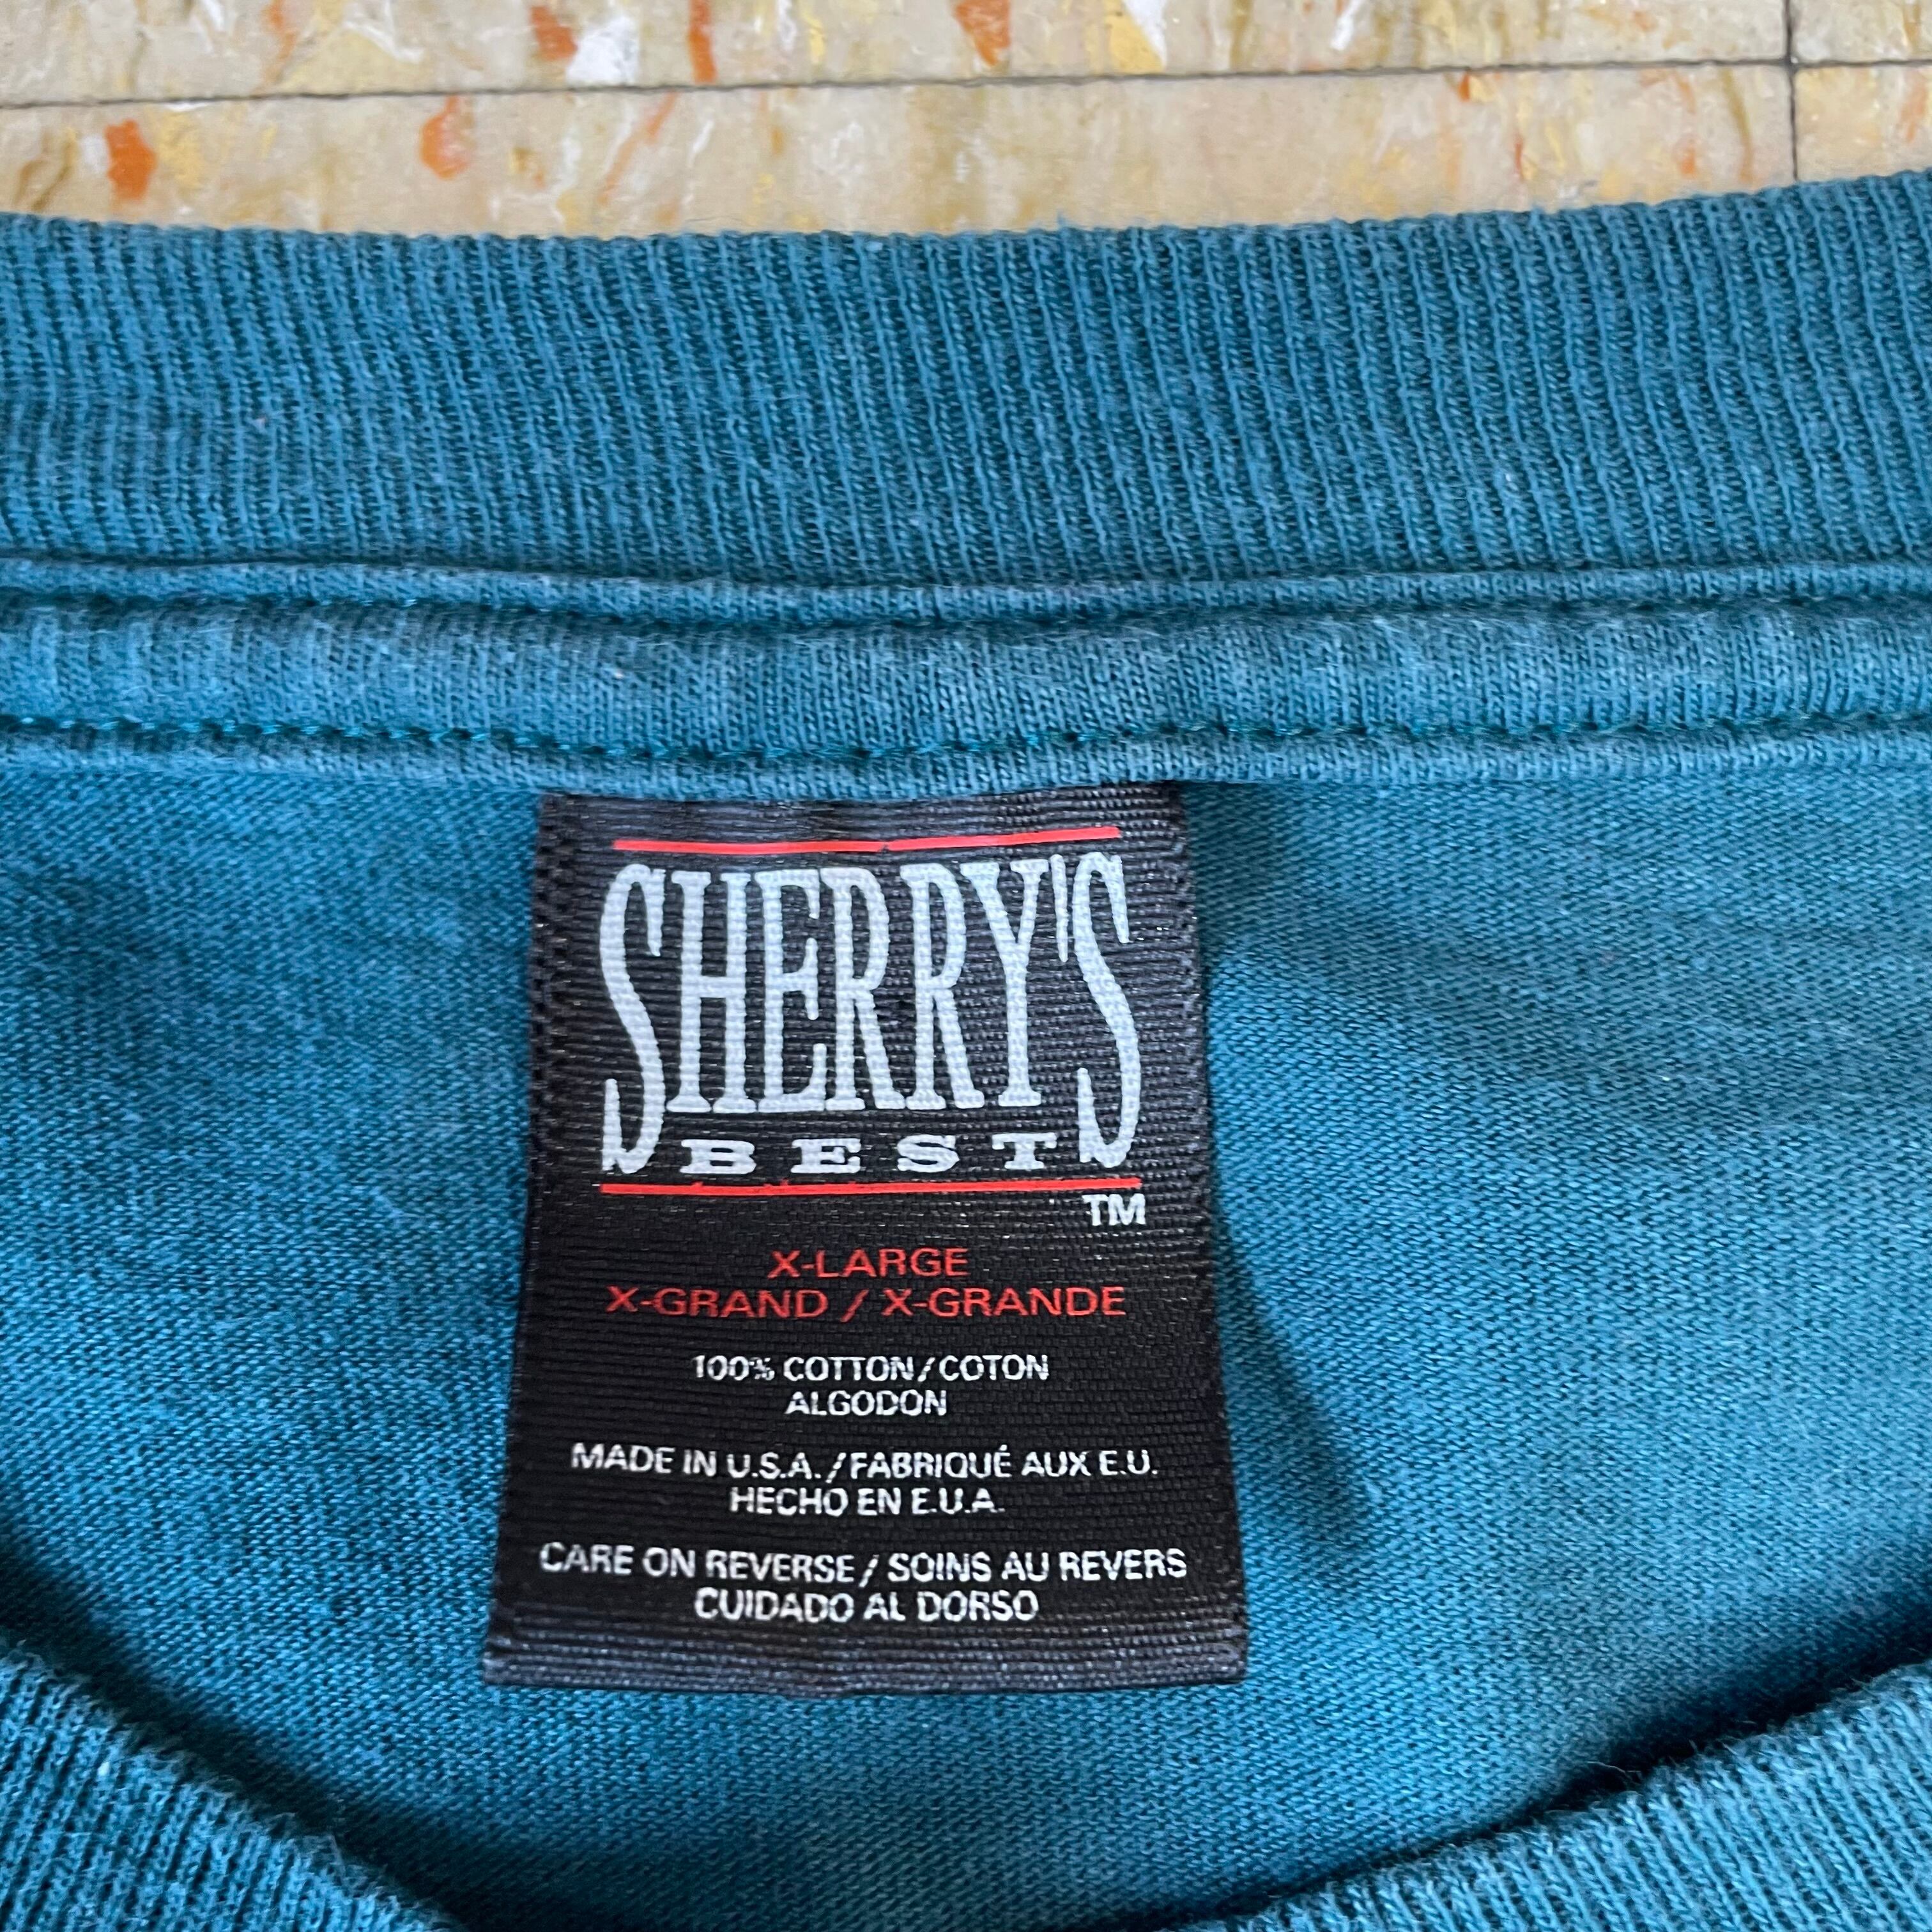 SHERRY'S
BEST
TM
X-LARGE
X-GRAND / X-GRANDE
100% COTTON/COTON
ALGODON
MADE IN U.S.A./FABRIQUÉ AUX E.U.
HECHO EN E.U.A.
CARE ON REVERSE / SOINS AU REVERS
CUIDADO AL DORSO